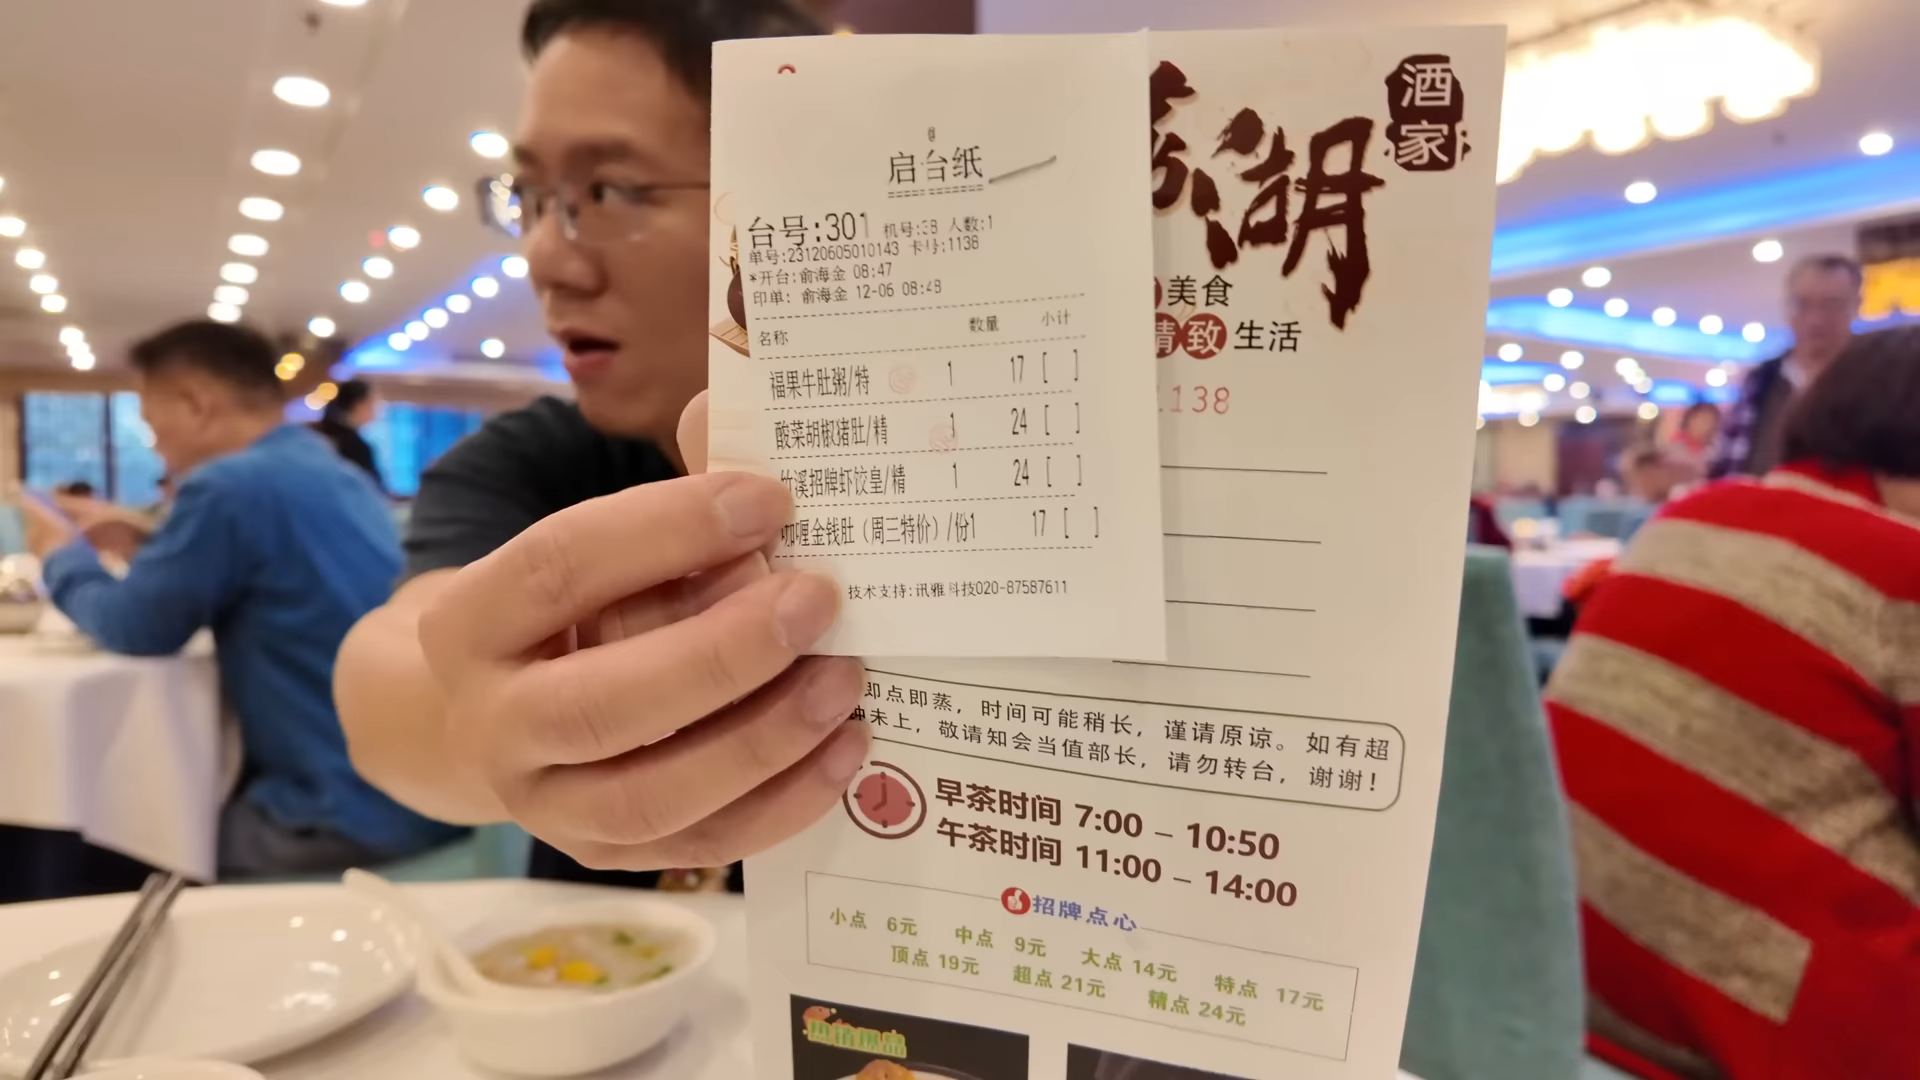 启台纸
台号:301 机号:3B 人数:1
单号:23120605010143 卡号:1138
*开台:俞海金 08:47
印单: 俞海金 12-06 08:48
名称 数量 小计
福果牛肚粥/特 1 17 [ ]
酸菜胡椒猪肚/精 1 24 [ ]
竹溪招牌虾饺皇/精 1 24 [ ]
咖喱金钱肚（周三特价）/份1 17 [ ]
技术支持:讯雅科技020-87587611
酒家
湖
美食
精致生活
1138
即点即蒸，时间可能稍长，谨请原谅。如有超
钟未上，敬请知会当值部长，请勿转台，谢谢！
早茶时间 7:00 – 10:50
午茶时间 11:00 – 14:00
招牌点心
小点 6元 中点 9元 大点 14元 特点 17元
顶点 19元 超点 21元 精点 24元
热销爆品